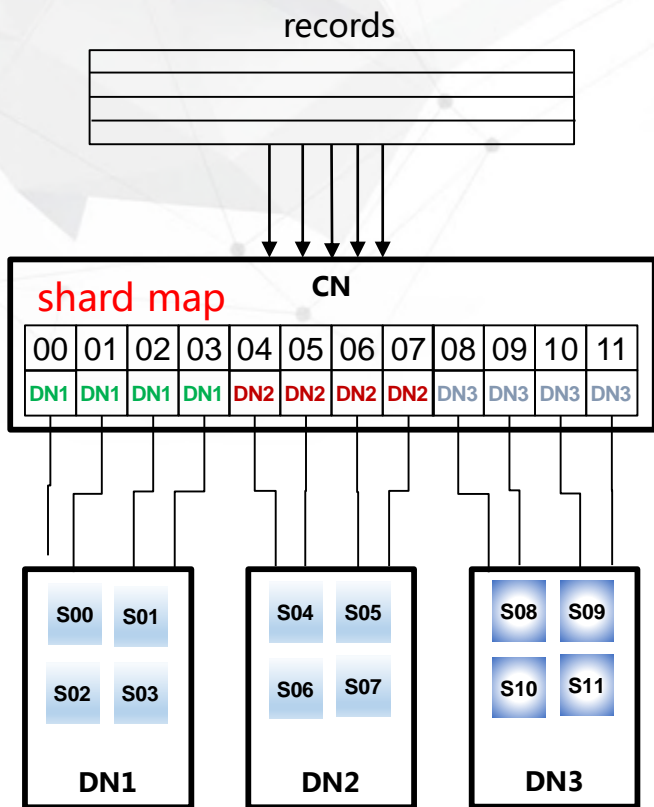 records
CN
shard map
00 01 02 03 04 05 06 07 08 09 10 11
DN1 DN1 DN1 DN1 DN2 DN2 DN2 DN2 DN3 DN3 DN3 DN3
S00 S01 S04 S05 S08 S09
S02 S03 S06 S07 S10 S11
DN1 DN2 DN3